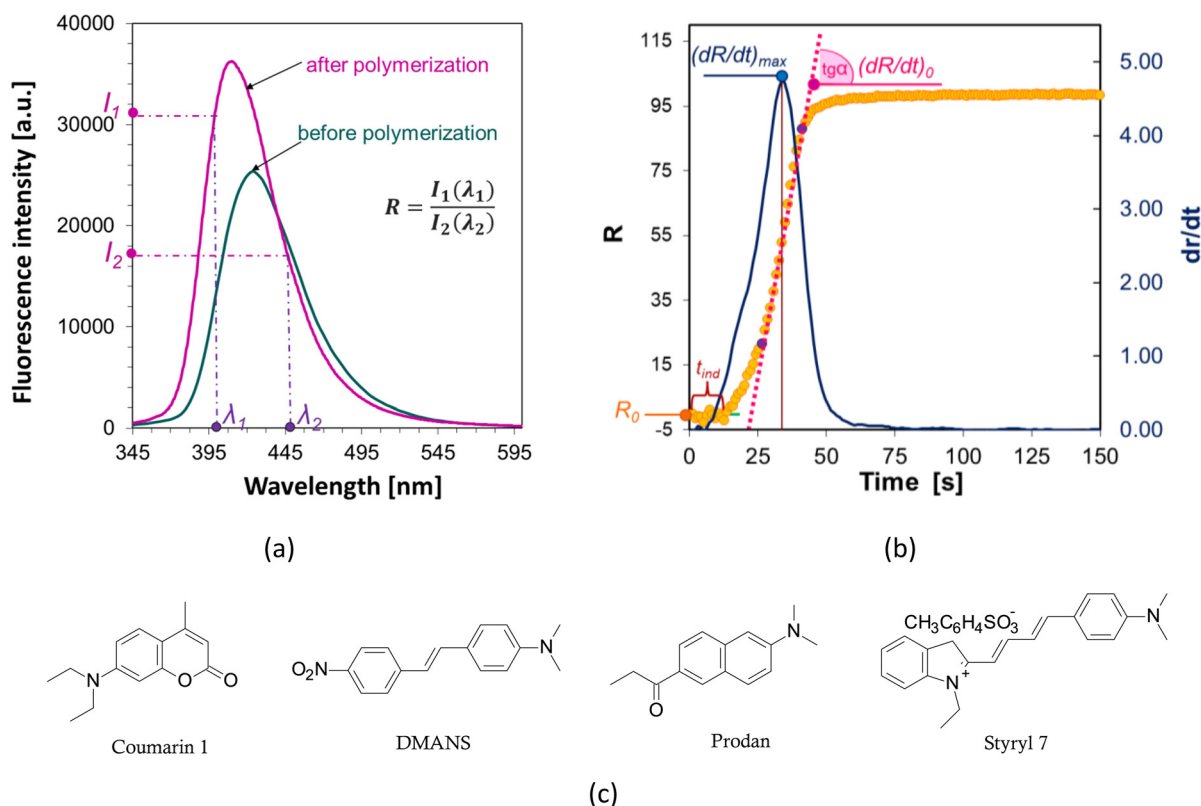 40000
35000
30000
20000
10000
0
Fluorescence intensity [a.u.]
I1
I2
after polymerization
before polymerization
R = I1(λ1) / I2(λ2)
λ1
λ2
345 395 445 495 545 595
Wavelength [nm]
(a)
115
95
75
55
35
15
-5
R
R0
(dR/dt)max
tgα
(dR/dt)0
tind
5.00
4.00
3.00
2.00
1.00
0.00
dr/dt
0 25 50 75 100 125 150
Time [s]
(b)
N
O
O
Coumarin 1
O2N
N
DMANS
N
O
Prodan
CH3C6H4SO3-
N
+
N
Styryl 7
(c)